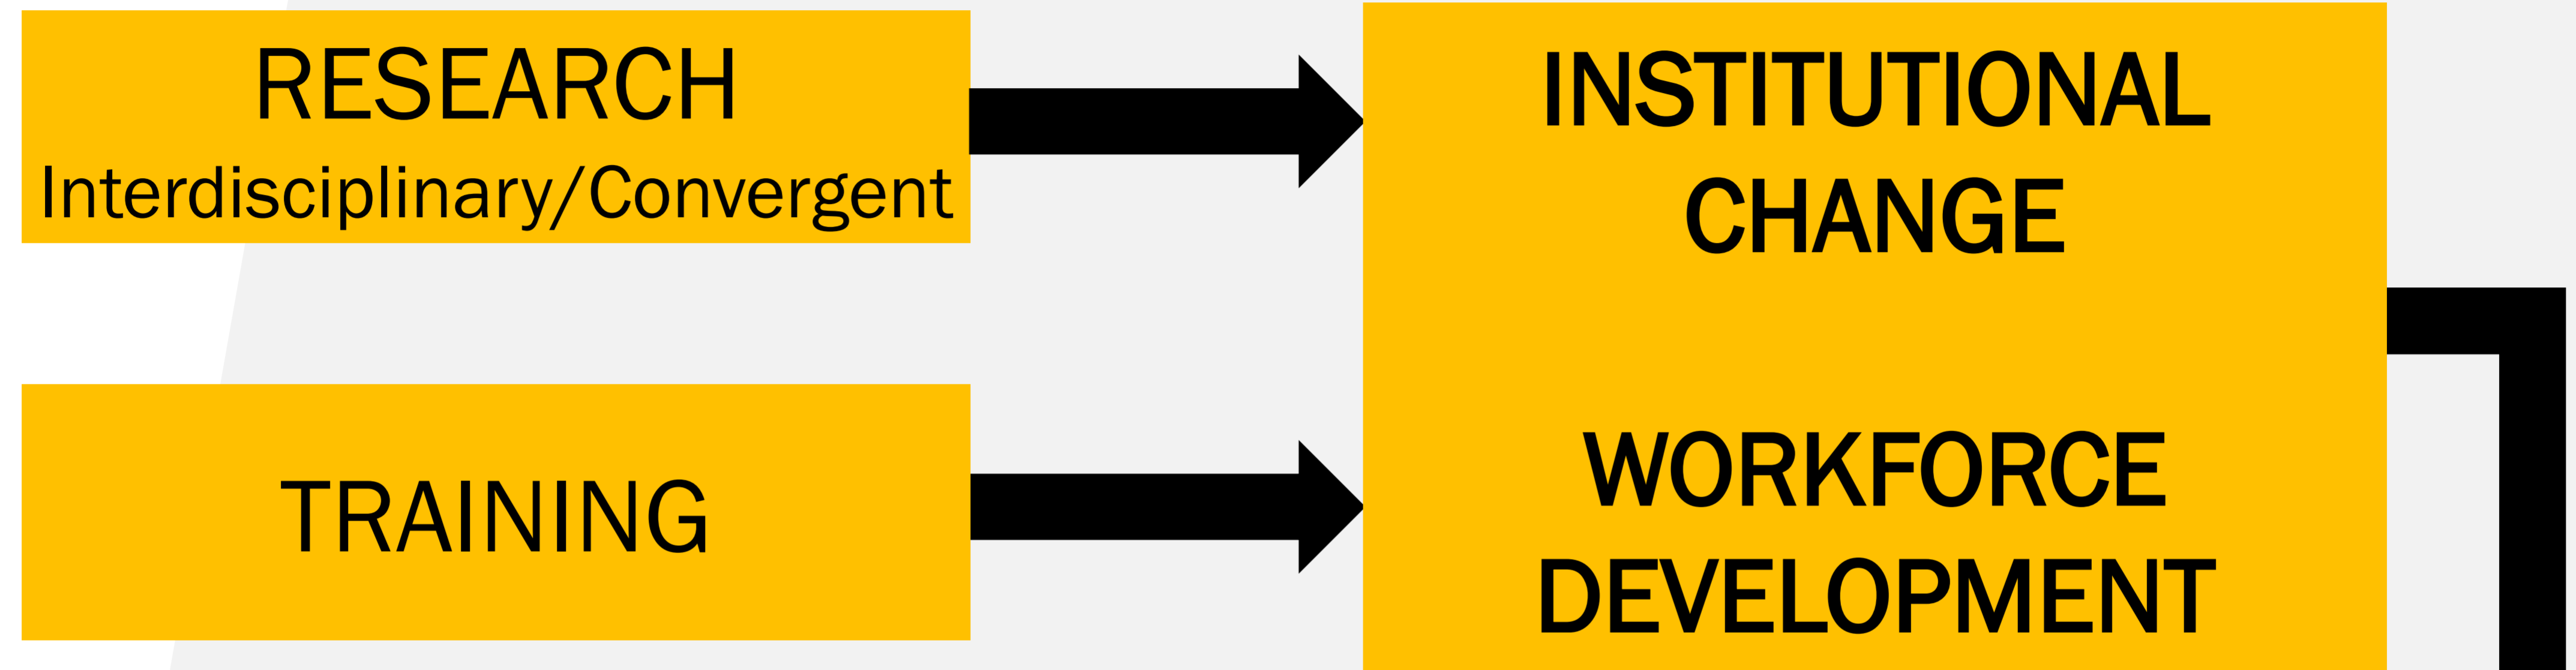 RESEARCH
Interdisciplinary/Convergent
TRAINING
INSTITUTIONAL
CHANGE
WORKFORCE
DEVELOPMENT